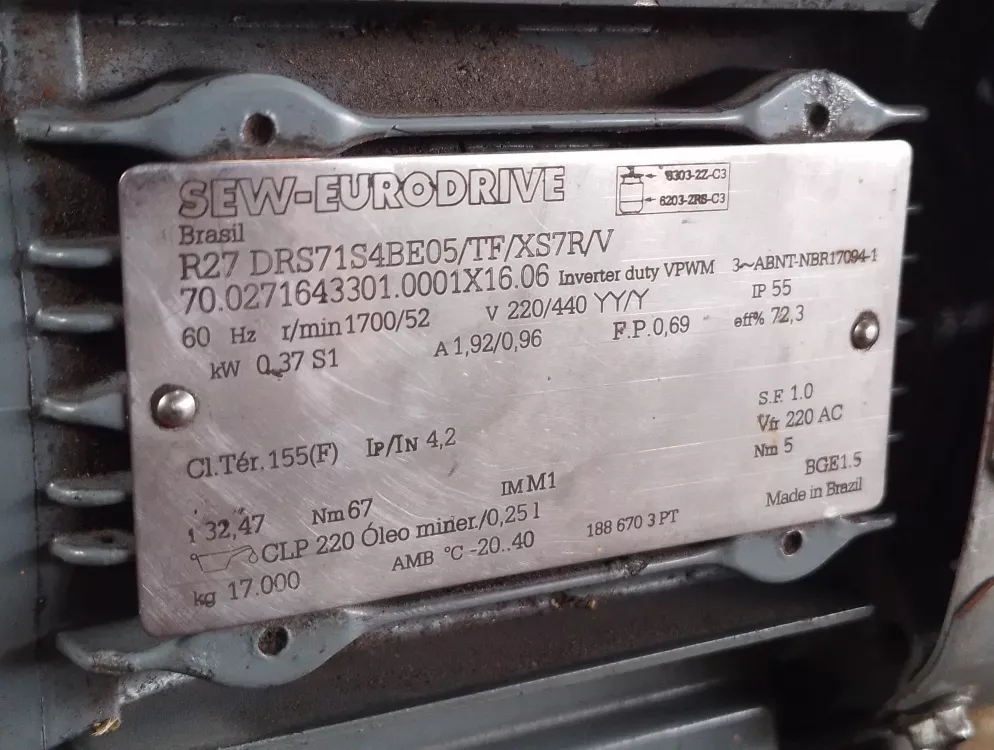 SEW-EURODRIVE
6303-2Z-C3
6203-2RS-C3
Brasil
R27 DRS71S4BE05/TF/XS7R/V
70.0271643301.0001X16.06 Inverter duty VPWM 3~ABNT-NBR17094-1
60 Hz r/min 1700/52 V 220/440 YY/Y IP 55
kW 0,37 S1 A 1,92/0,96 F.P.0,69 eff% 72,3
S.F. 1.0
Vfr 220 AC
Cl.Tér. 155(F) IP/IN 4,2 Nm 5
BGE1.5
i 32,47 Nm 67 IM M1 Made in Brazil
CLP 220 Óleo miner./0,25 l
kg 17.000 AMB °C -20..40 188 670 3 PT